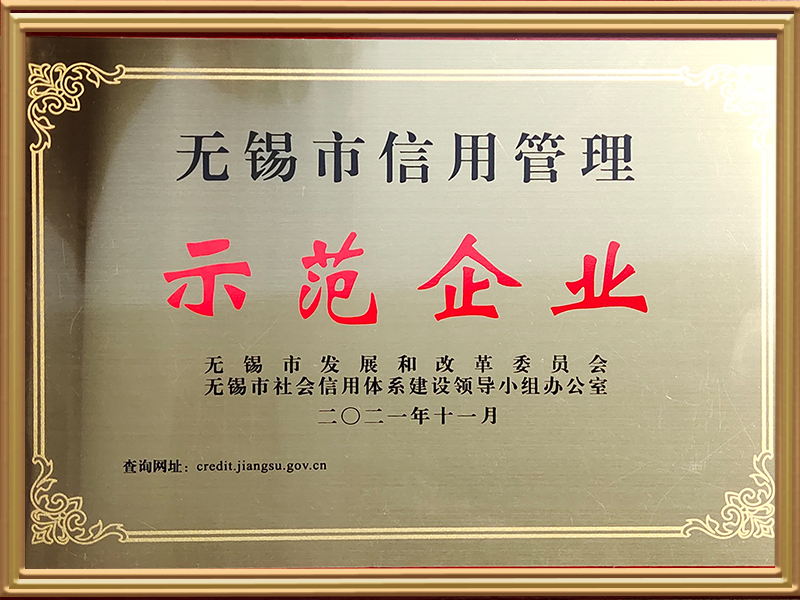 无锡市信用管理
示范企业
无锡市发展和改革委员会
无锡市社会信用体系建设领导小组办公室
二〇二一年十一月
查询网址：credit.jiangsu.gov.cn